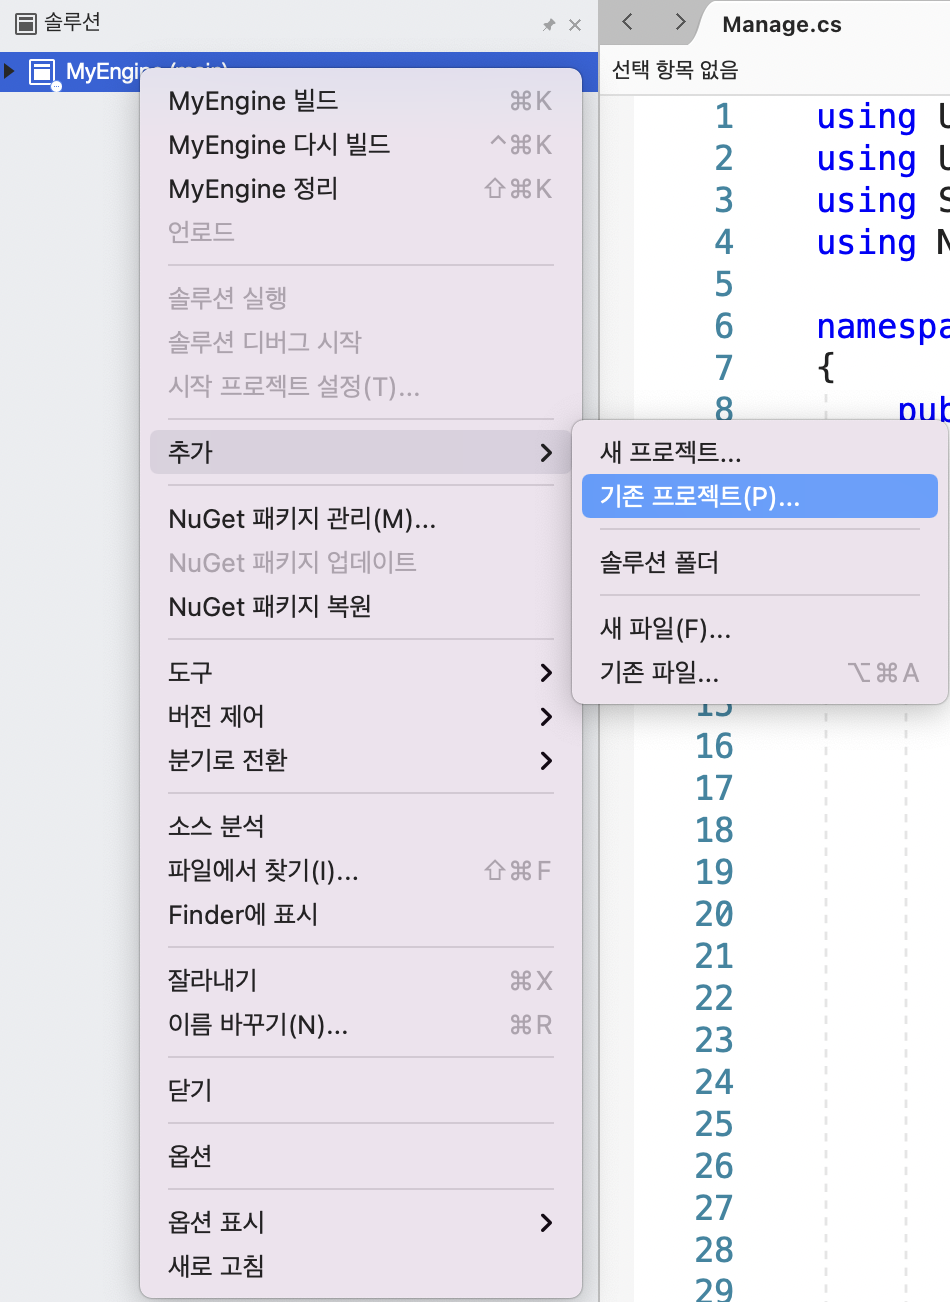 솔루션
MyEngine (main)
MyEngine 빌드 ⌘K
MyEngine 다시 빌드 ^⌘K
MyEngine 정리 ⇧⌘K
언로드
솔루션 실행
솔루션 디버그 시작
시작 프로젝트 설정(T)...
추가
NuGet 패키지 관리(M)...
NuGet 패키지 업데이트
NuGet 패키지 복원
도구
버전 제어
분기로 전환
소스 분석
파일에서 찾기(I)... ⇧⌘F
Finder에 표시
잘라내기 ⌘X
이름 바꾸기(N)... ⌘R
닫기
옵션
옵션 표시
새로 고침
새 프로젝트...
기존 프로젝트(P)...
솔루션 폴더
새 파일(F)...
기존 파일... ⌥⌘A
Manage.cs
선택 항목 없음
1 using
2 using
3 using S
4 using N
5
6 namespa
7 {
8 pub
15
16
17
18
19
20
21
22
23
24
25
26
27
28
29